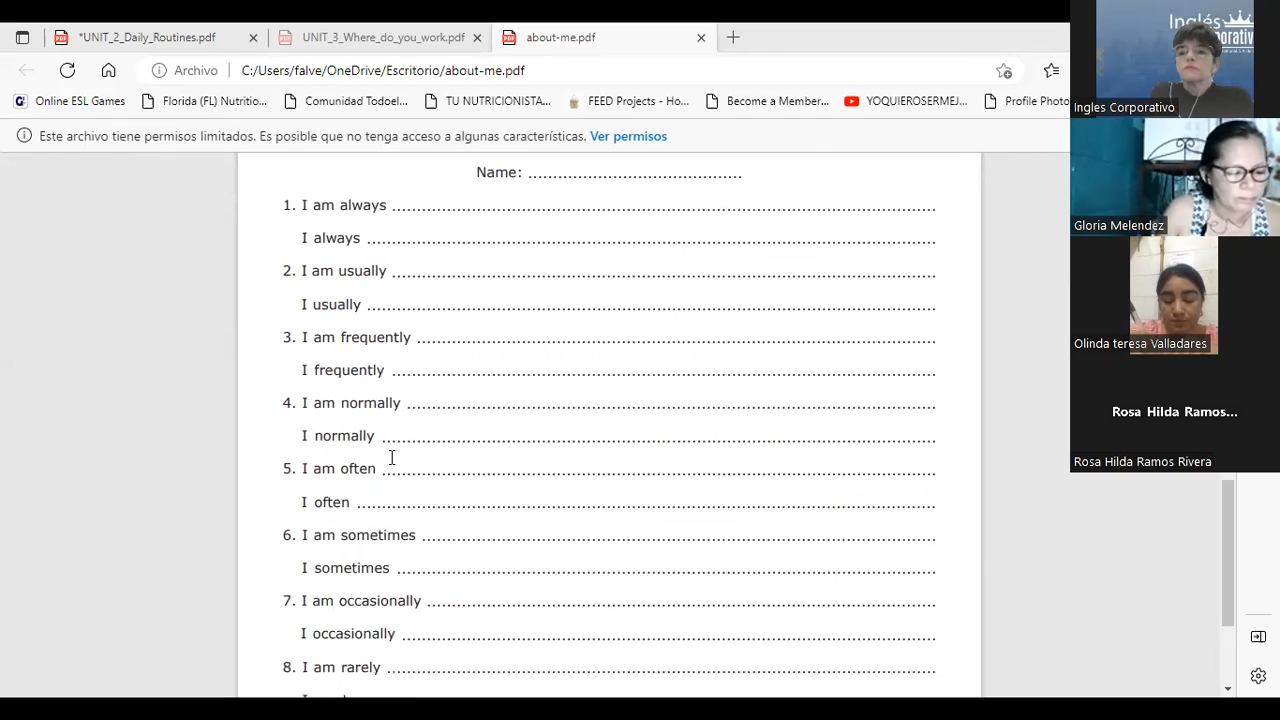 *UNIT_2_Daily_Routines.pdf
UNIT_3_Where_do_you_work.pdf
about-me.pdf
Archivo
C:/Users/falve/OneDrive/Escritorio/about-me.pdf
Online ESL Games
Florida (FL) Nutritio...
Comunidad Todoel...
TU NUTRICIONISTA...
FEED Projects - Ho...
Become a Member...
YOQUIEROSERMEJ...
Profile Photo
Este archivo tiene permisos limitados. Es posible que no tenga acceso a algunas características. Ver permisos
Name: ..........................................
1. I am always ..........................................
I always ..........................................
2. I am usually ..........................................
I usually ..........................................
3. I am frequently ..........................................
I frequently ..........................................
4. I am normally ..........................................
I normally ..........................................
5. I am often ..........................................
I often ..........................................
6. I am sometimes ..........................................
I sometimes ..........................................
7. I am occasionally ..........................................
I occasionally ..........................................
8. I am rarely ..........................................
Inglés
Ingles Corporativo
Gloria Melendez
Olinda teresa Valladares
Rosa Hilda Ramos...
Rosa Hilda Ramos Rivera